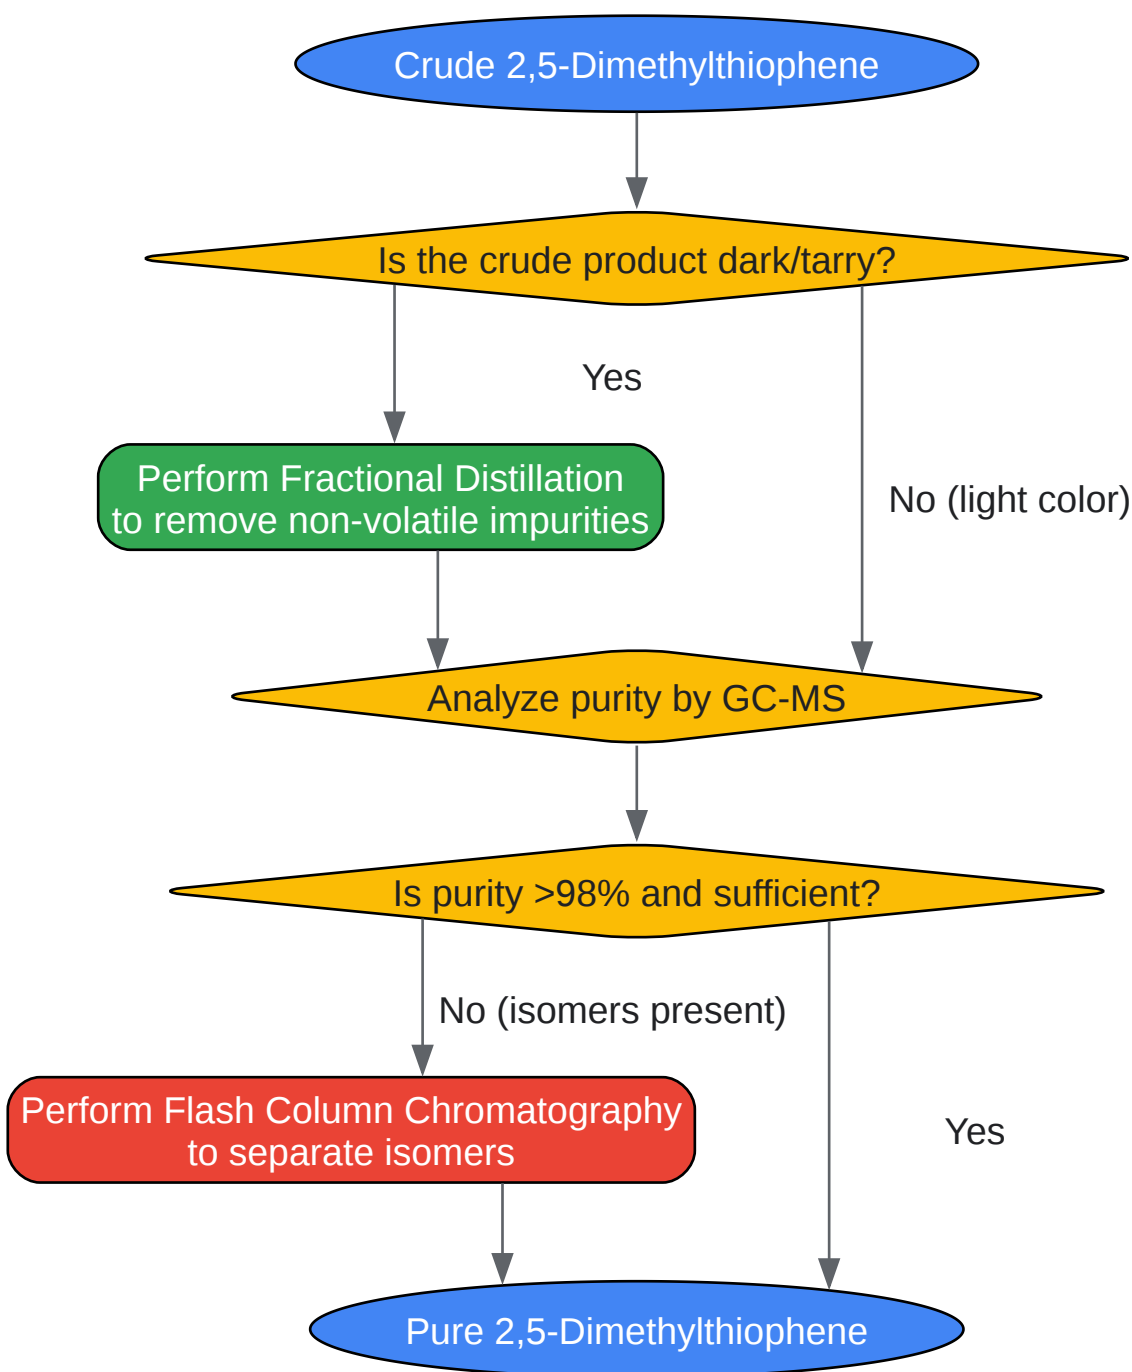 Crude 2,5-Dimethylthiophene
Is the crude product dark/tarry?
Yes
Perform Fractional Distillation
to remove non-volatile impurities
No (light color)
Analyze purity by GC-MS
Is purity >98% and sufficient?
No (isomers present)
Perform Flash Column Chromatography
to separate isomers
Yes
Pure 2,5-Dimethylthiophene